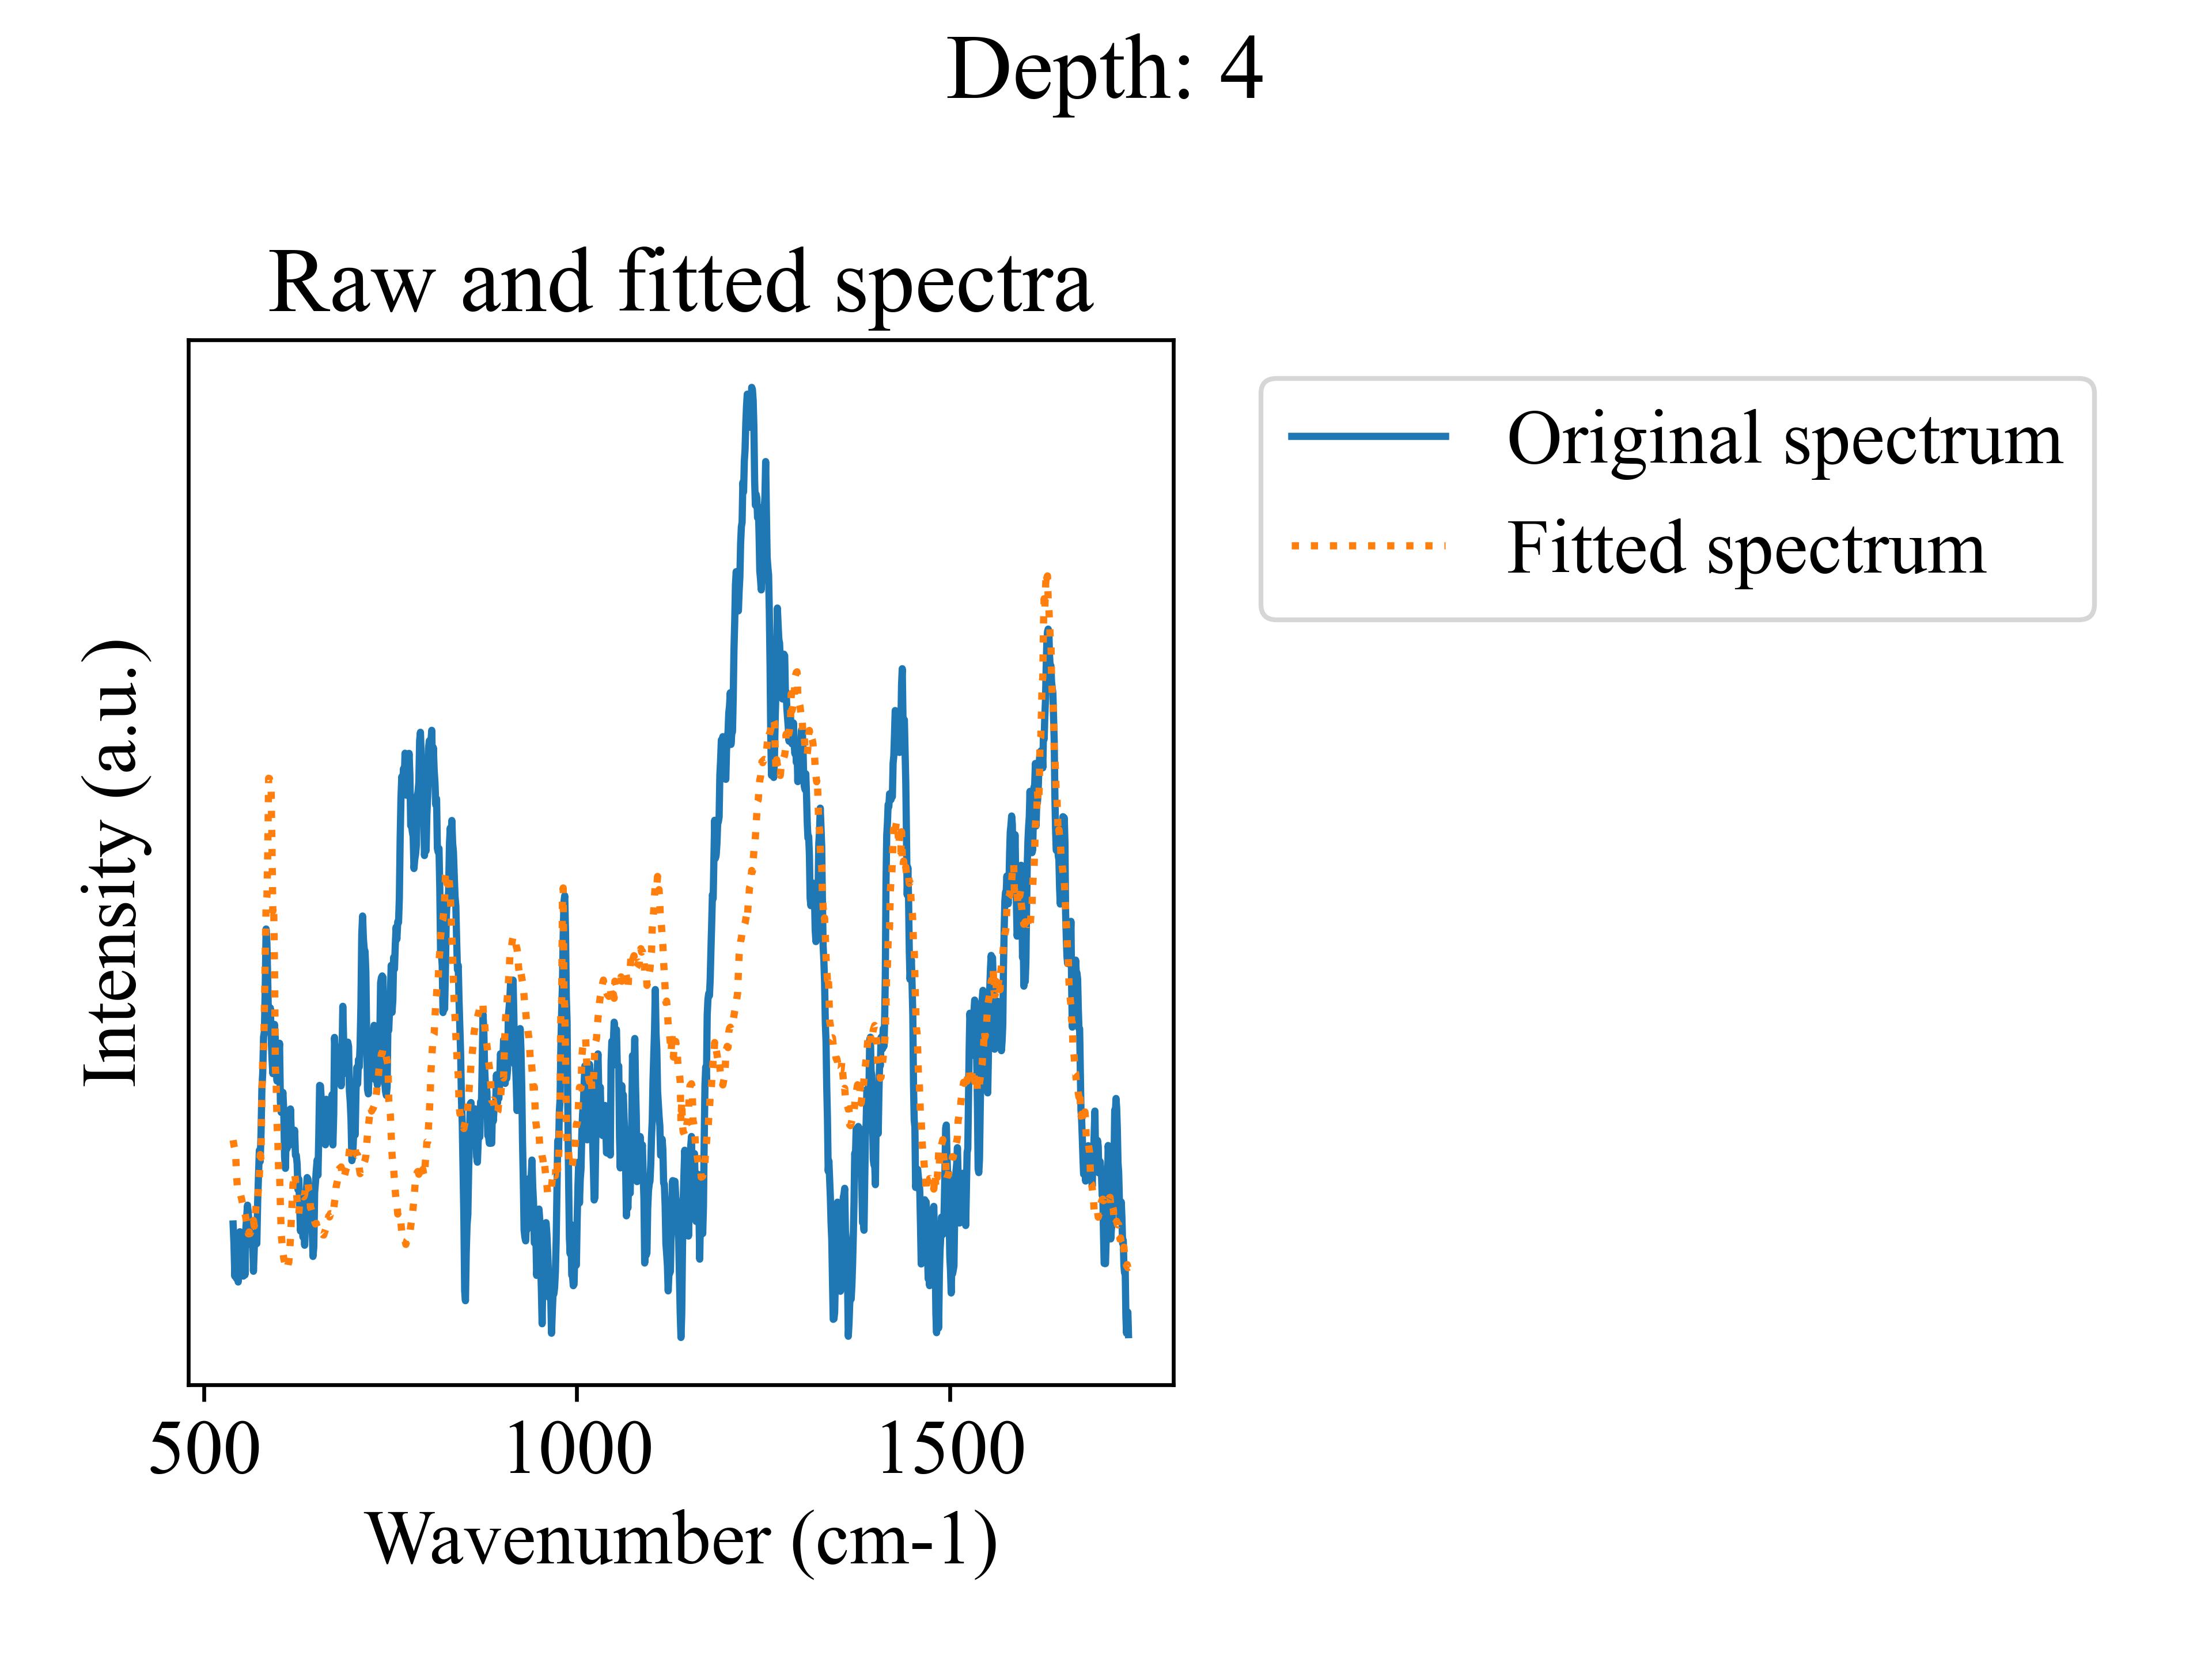 Depth: 4
Raw and fitted spectra
Original spectrum
Fitted spectrum
Intensity (a.u.)
500 1000 1500
Wavenumber (cm-1)